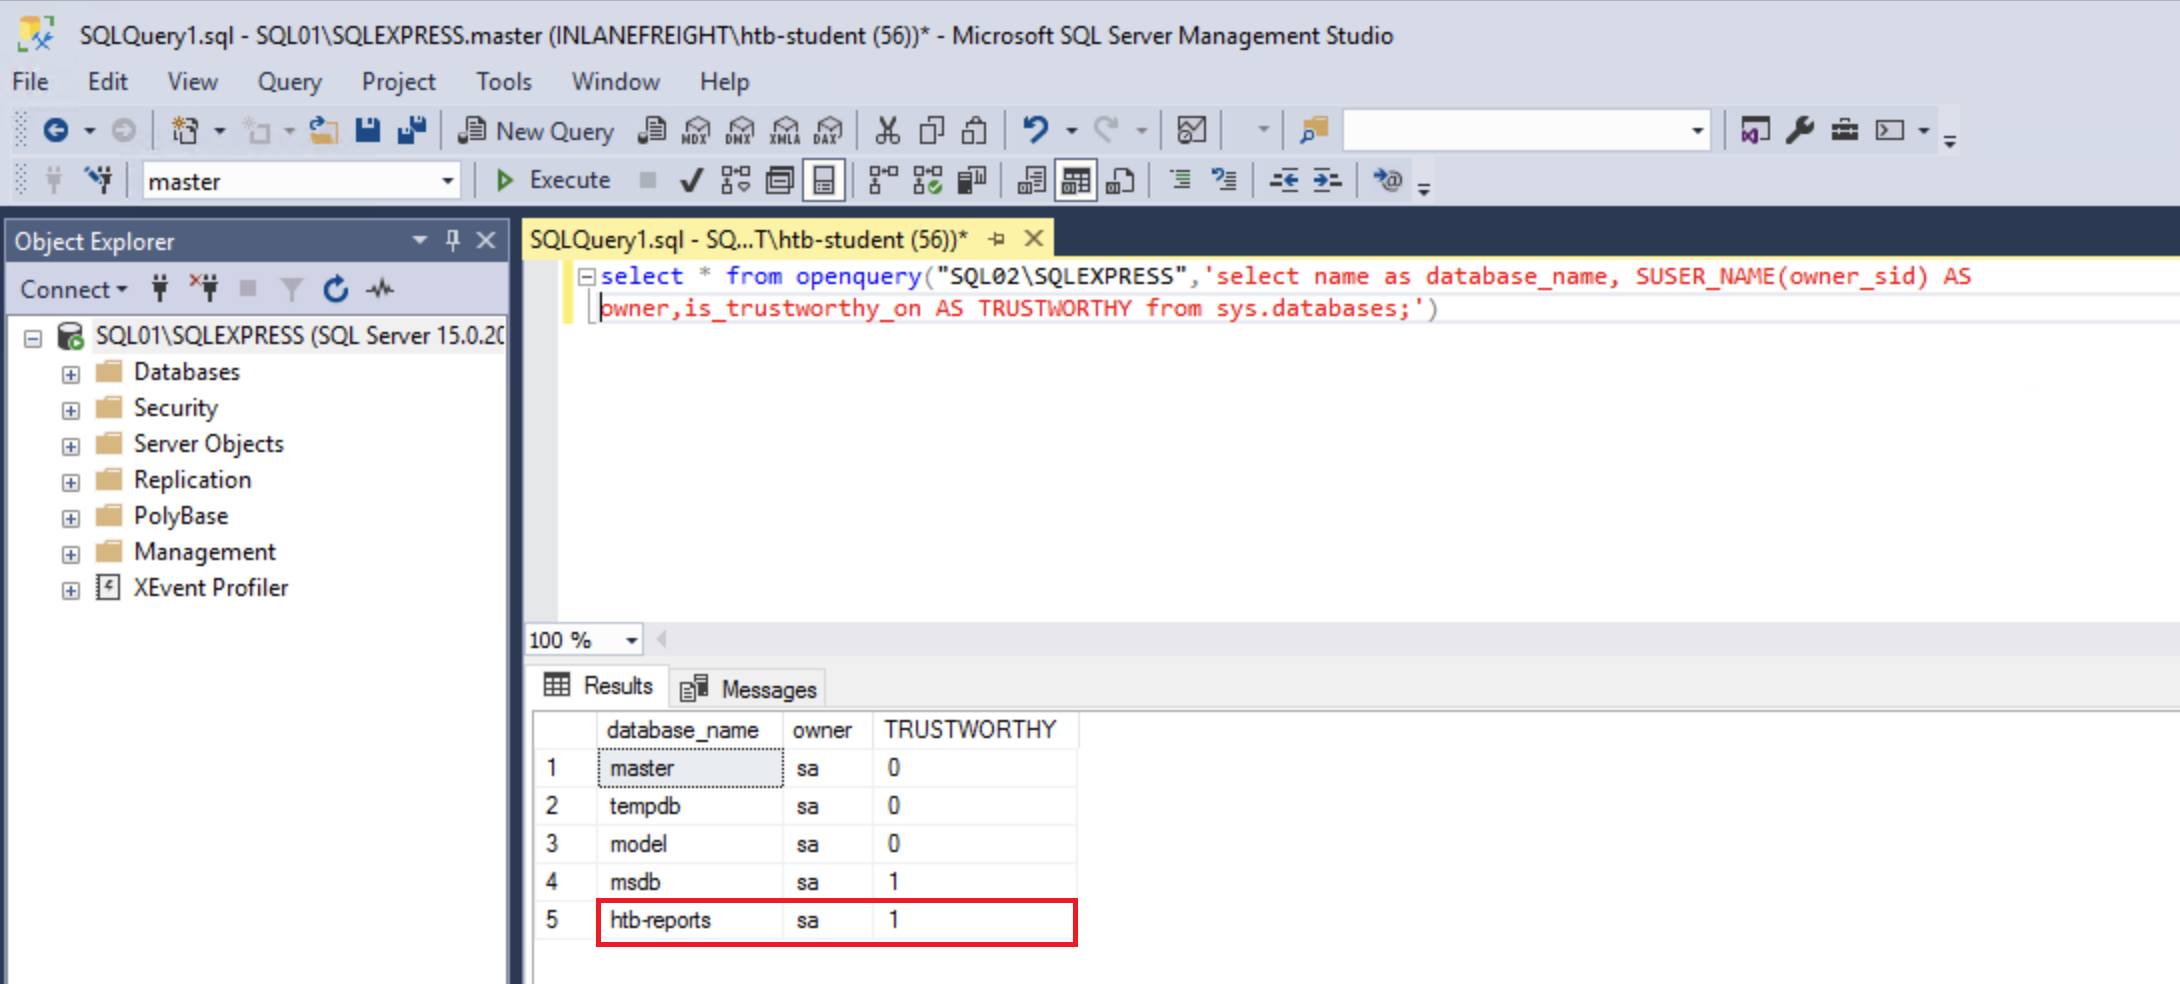 SQLQuery1.sql - SQL01\SQLEXPRESS.master (INLANEFREIGHT\htb-student (56))* - Microsoft SQL Server Management Studio
File Edit View Query Project Tools Window Help
New Query MDX DMX XMLA DAX
master Execute
Object Explorer
Connect
SQL01\SQLEXPRESS (SQL Server 15.0.20
Databases
Security
Server Objects
Replication
PolyBase
Management
XEvent Profiler
SQLQuery1.sql - SQ...T\htb-student (56))*
select * from openquery("SQL02\SQLEXPRESS",'select name as database_name, SUSER_NAME(owner_sid) AS
owner,is_trustworthy_on AS TRUSTWORTHY from sys.databases;')
100 %
Results Messages
database_name owner TRUSTWORTHY
1 master sa 0
2 tempdb sa 0
3 model sa 0
4 msdb sa 1
5 htb-reports sa 1